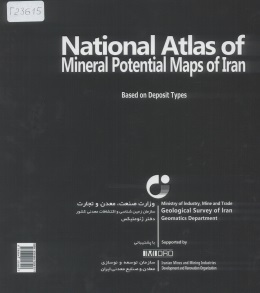 T23615
National Atlas of
Mineral Potential Maps of Iran
Based on Deposit Types
وزارت صنعت، معدن و تجارت
سازمان زمین شناسی و اکتشافات معدنی کشور
دفتر ژئوماتیکس
Ministry of Industry, Mine and Trade
Geological Survey of Iran
Geomatics Department
با پشتیبانی
Supported by
IMIDRO
سازمان توسعه و نوسازی
معادن و صنایع معدنی ایران
Iranian Mines and Mining Industries
Development and Renovation Organization